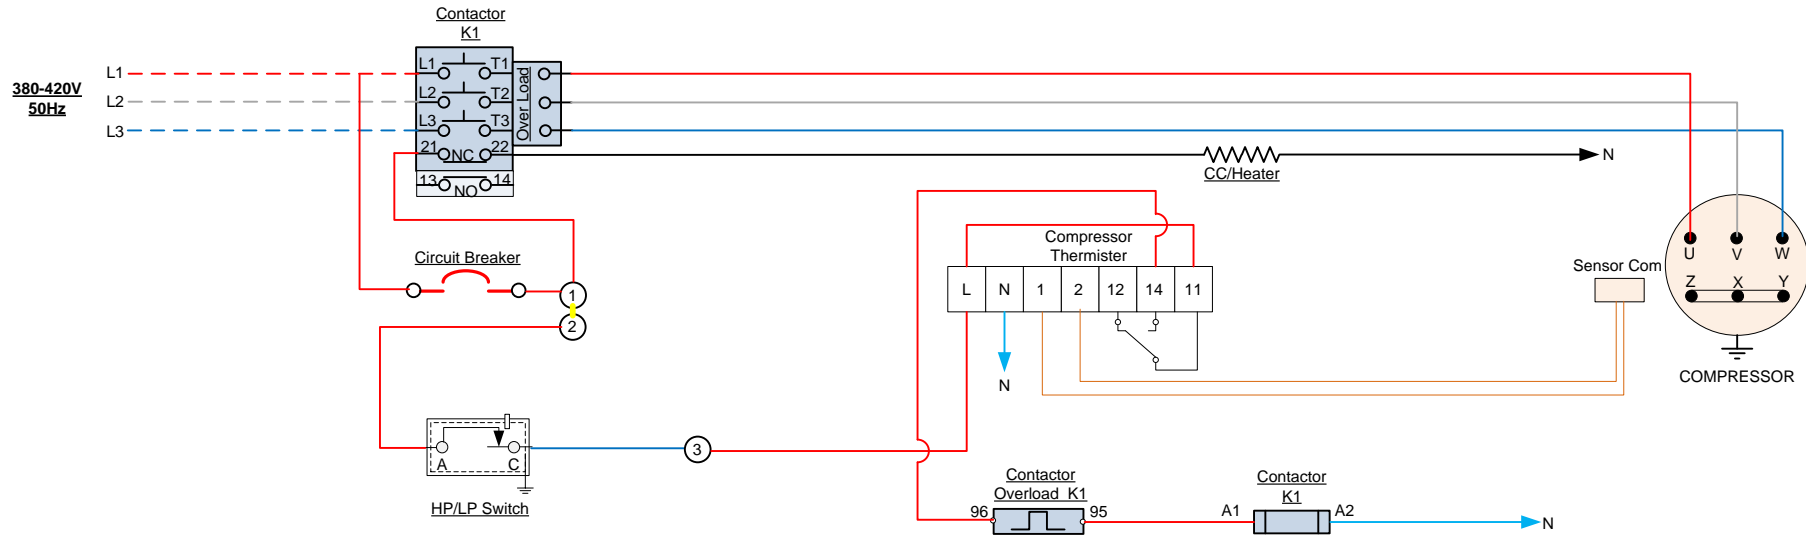 Contactor
K1
380-420V
50Hz
L1
L2
L3
L1 T1
L2 T2
L3 T3
21 NC 22
13 NO 14
Over Load
CC/Heater
N
Circuit Breaker
1
2
Compressor
Thermister
L N 1 2 12 14 11
N
Sensor Com
U V W
Z X Y
COMPRESSOR
A C
HP/LP Switch
3
Contactor
Overload K1
96 95
Contactor
K1
A1 A2
N